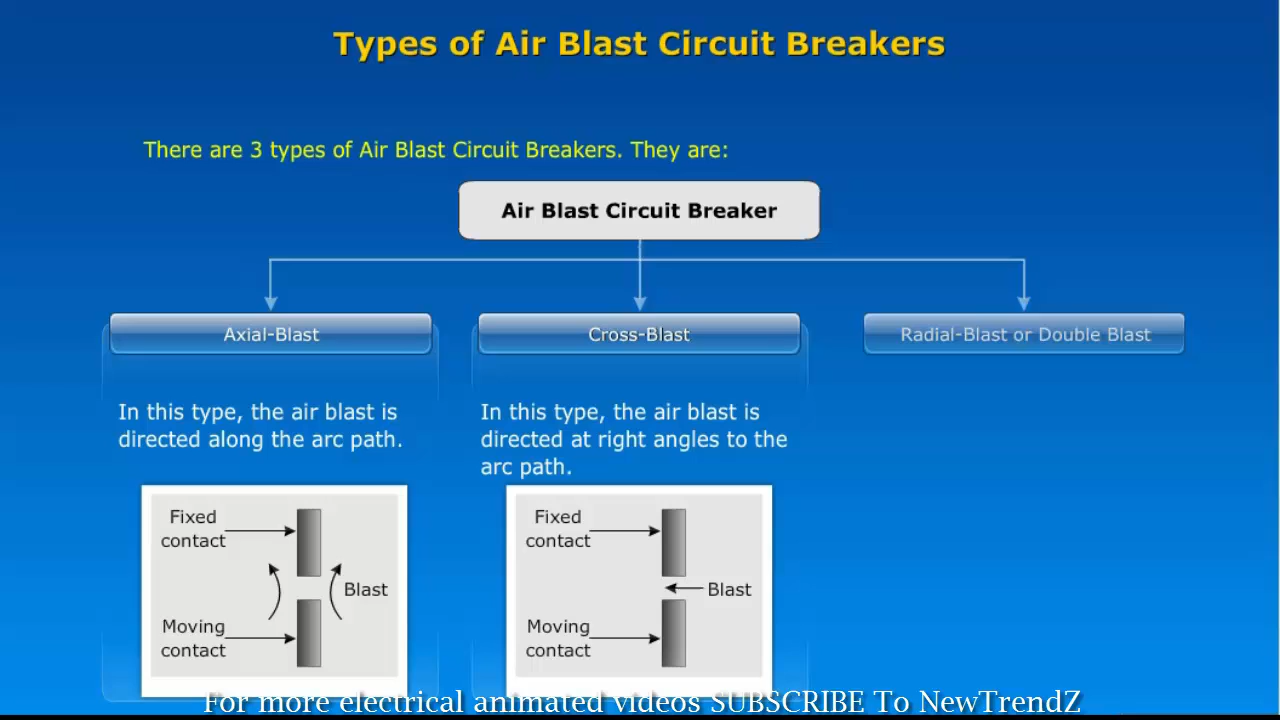 Types of Air Blast Circuit Breakers
There are 3 types of Air Blast Circuit Breakers. They are:
Air Blast Circuit Breaker
Axial-Blast
Cross-Blast
Radial-Blast or Double Blast
In this type, the air blast is
directed along the arc path.
In this type, the air blast is
directed at right angles to the
arc path.
Fixed
contact
Blast
Moving
contact
Fixed
contact
Blast
Moving
contact
For more electrical animated videos SUBSCRIBE To NewTrendZ